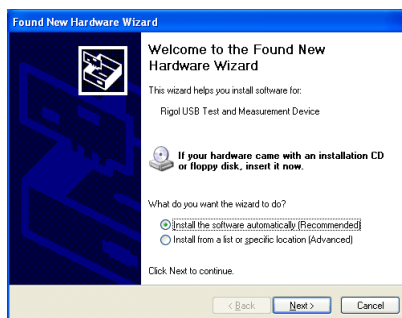 Found New Hardware Wizard
Welcome to the Found New
Hardware Wizard
This wizard helps you install software for:
Rigol USB Test and Measurement Device
If your hardware came with an installation CD
or floppy disk, insert it now.
What do you want the wizard to do?
Install the software automatically (Recommended)
Install from a list or specific location (Advanced)
Click Next to continue.
< Back Next > Cancel